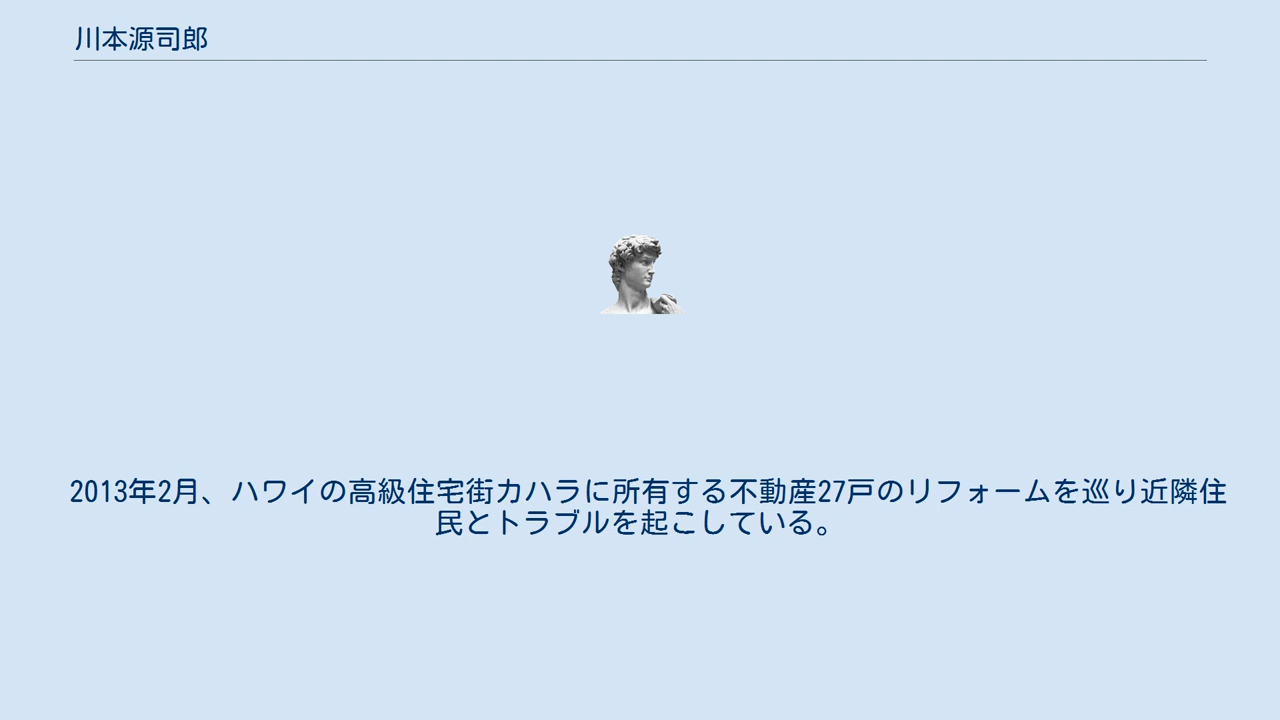 川本源司郎
2013年2月、ハワイの高級住宅街カハラに所有する不動産27戸のリフォームを巡り近隣住
民とトラブルを起こしている。